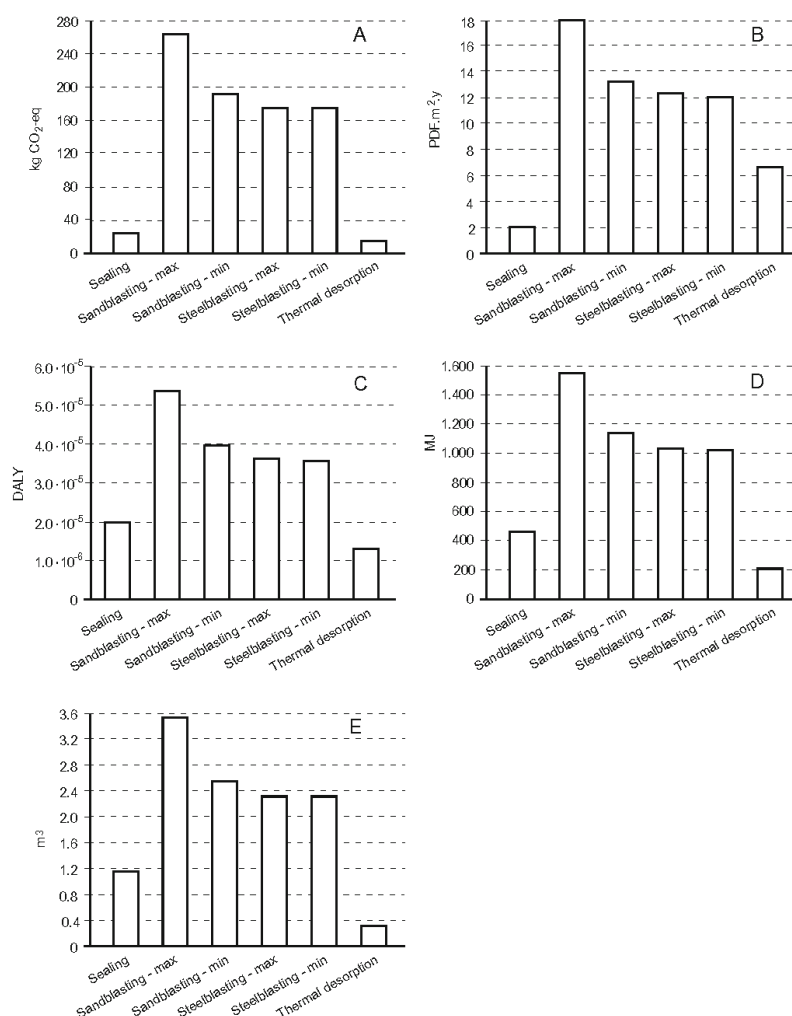 A
kg CO₂-eq
280
240
200
160
120
80
40
0
Sealing
Sandblasting - max
Sandblasting - min
Steelblasting - max
Steelblasting - min
Thermal desorption
B
PDF.m².y
18
16
14
12
10
8
6
4
2
0
Sealing
Sandblasting - max
Sandblasting - min
Steelblasting - max
Steelblasting - min
Thermal desorption
C
DALY
6.0·10⁻⁵
5.0·10⁻⁵
4.0·10⁻⁵
3.0·10⁻⁵
2.0·10⁻⁵
1.0·10⁻⁶
0
Sealing
Sandblasting - max
Sandblasting - min
Steelblasting - max
Steelblasting - min
Thermal desorption
D
MJ
1.600
1.400
1.200
1.000
800
600
400
200
0
Sealing
Sandblasting - max
Sandblasting - min
Steelblasting - max
Steelblasting - min
Thermal desorption
E
m³
3.6
3.2
2.8
2.4
2.0
1.6
1.2
0.8
0.4
0
Sealing
Sandblasting - max
Sandblasting - min
Steelblasting - max
Steelblasting - min
Thermal desorption